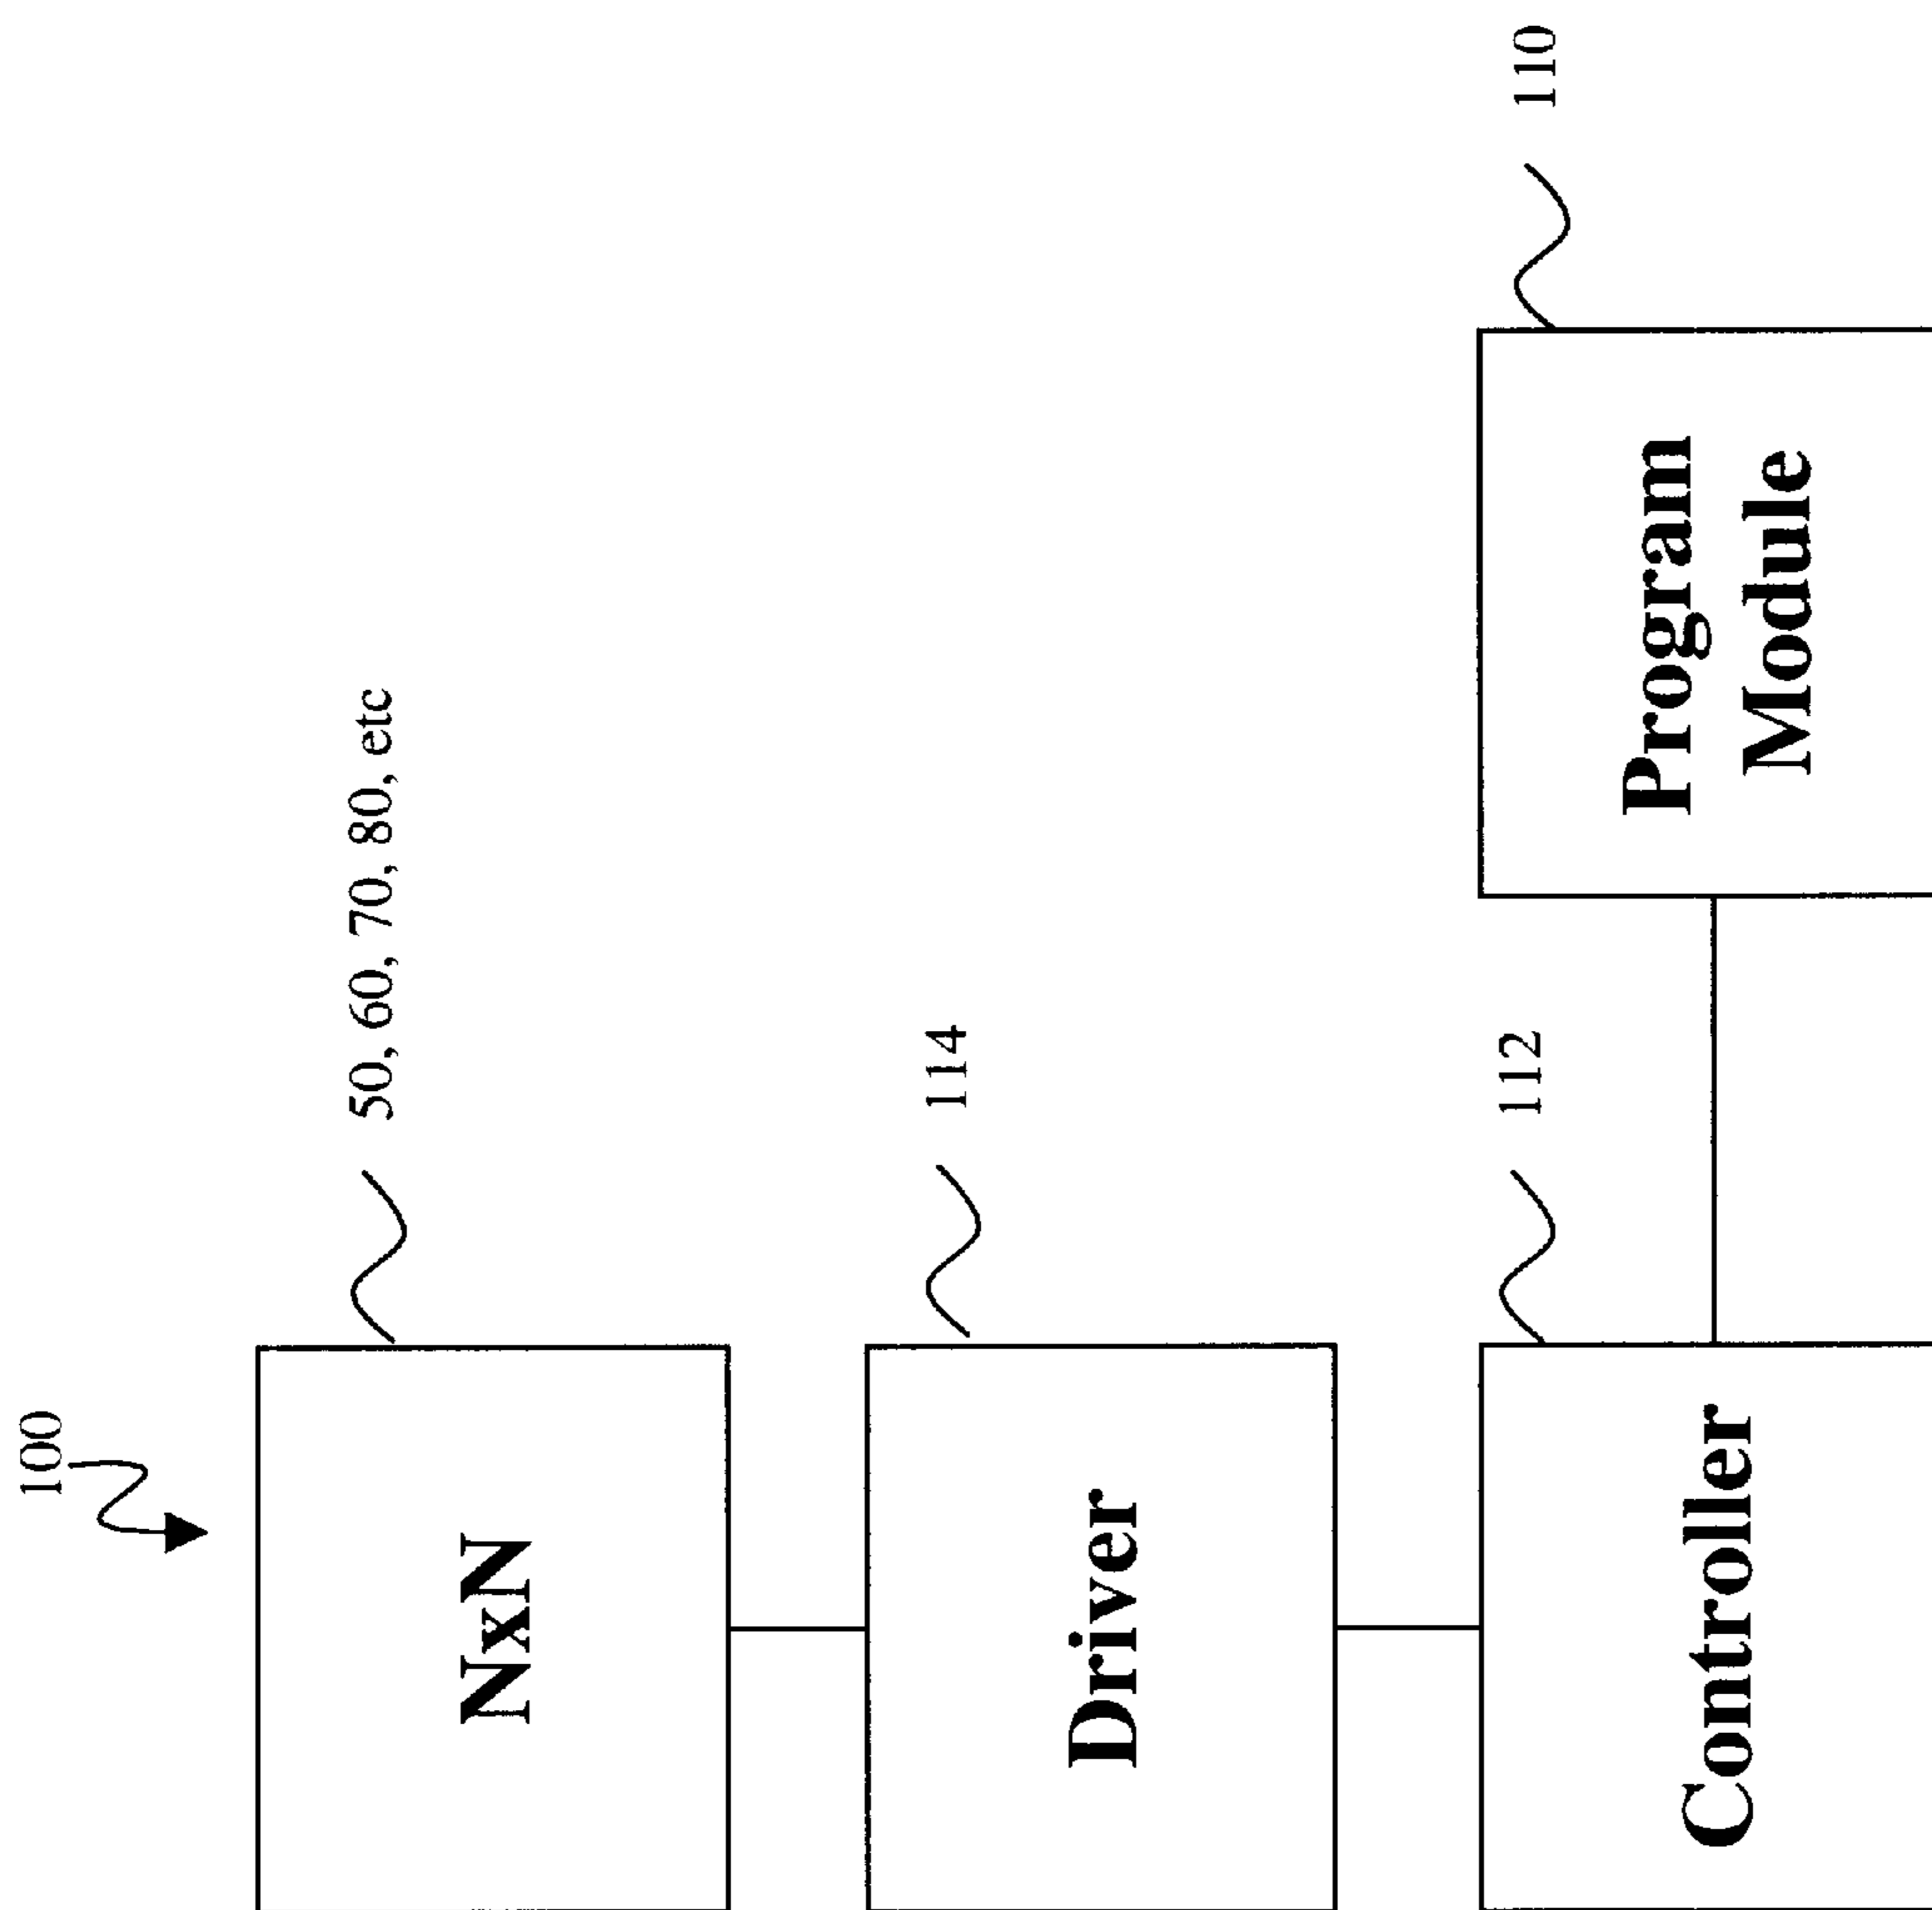 100
NxN
50, 60, 70, 80, etc
Driver
114
Controller
112
Program
Module
110